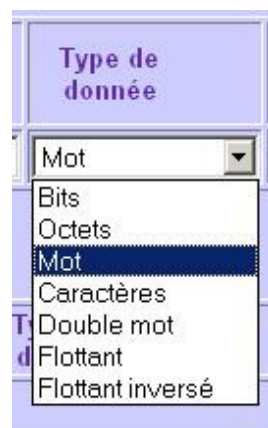 Type de
donnée
Mot
Bits
Octets
Mot
Caractères
Double mot
Flottant
Flottant inversé